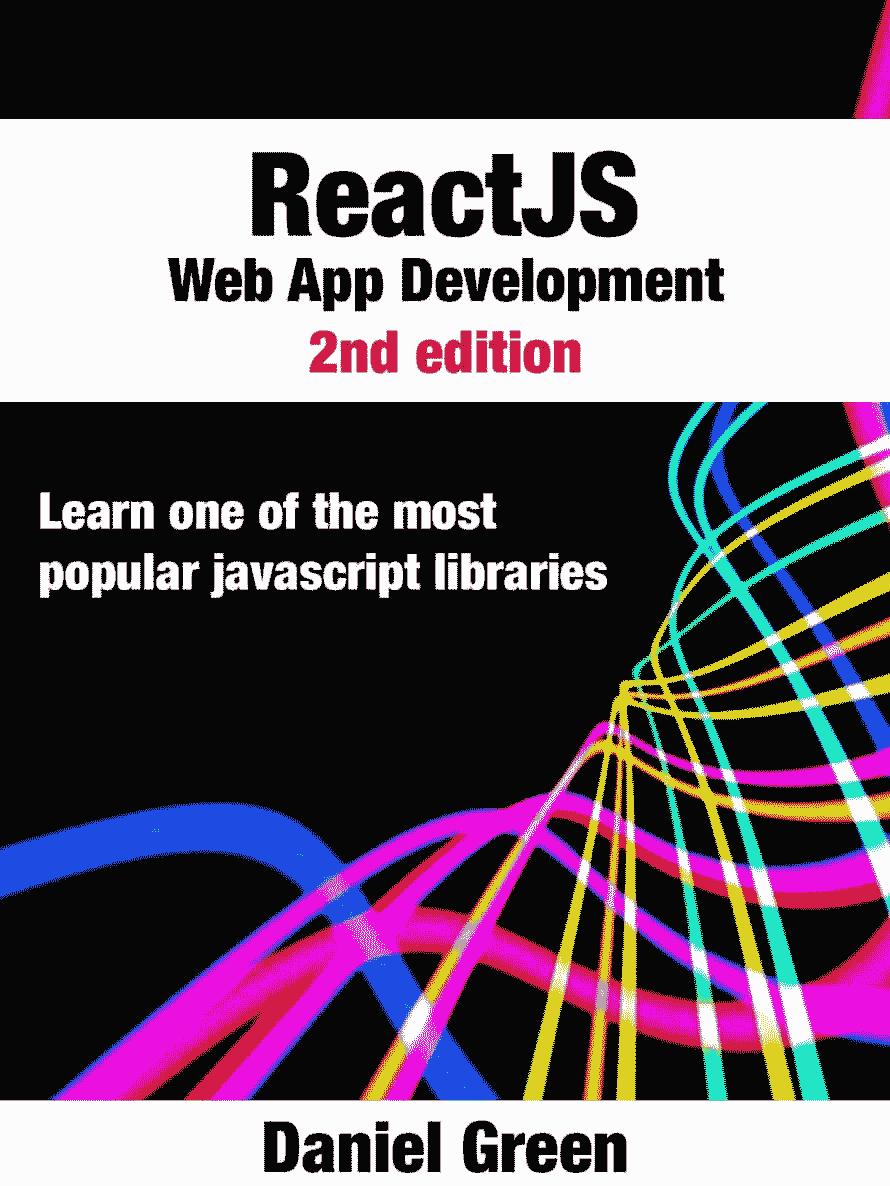 ReactJS
Web App Development
2nd edition
Learn one of the most
popular javascript libraries
Daniel Green